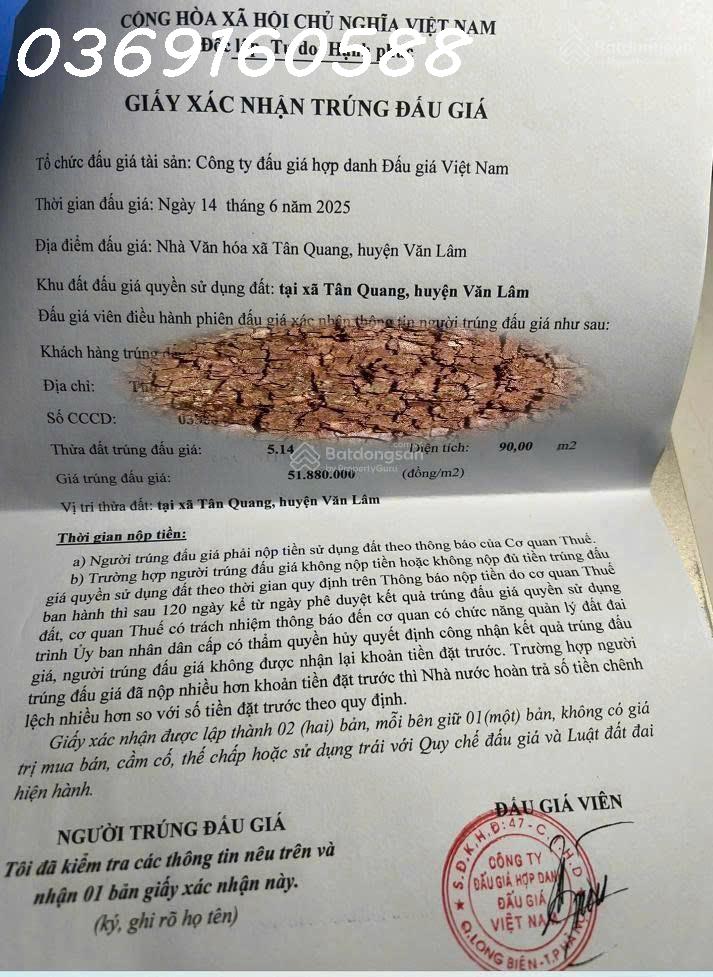 CỘNG HÒA XÃ HỘI CHỦ NGHĨA VIỆT NAM
0369160588
Độc lập Tự do Hạnh phúc
Batdongsan
GIẤY XÁC NHẬN TRÚNG ĐẤU GIÁ
Tổ chức đấu giá tài sản: Công ty đấu giá hợp danh Đấu giá Việt Nam
Thời gian đấu giá: Ngày 14 tháng 6 năm 2025
Địa điểm đấu giá: Nhà Văn hóa xã Tân Quang, huyện Văn Lâm
Khu đất đấu giá quyền sử dụng đất: tại xã Tân Quang, huyện Văn Lâm
Đấu giá viên điều hành phiên đấu giá xác nhận thông tin người trúng đấu giá như sau:
Khách hàng trúng
Địa chỉ:
Số CCCD:
Thửa đất trúng đấu giá: 5.14 Diện tích: 90,00 m2
Batdongsan.com
by PropertyGuru
Giá trúng đấu giá: 51.880.000 (đồng/m2)
Vị trí thửa đất: tại xã Tân Quang, huyện Văn Lâm
Thời gian nộp tiền:
a) Người trúng đấu giá phải nộp tiền sử dụng đất theo thông báo của Cơ quan Thuế.
b) Trường hợp người trúng đấu giá không nộp tiền hoặc không nộp đủ tiền trúng đấu
giá quyền sử dụng đất theo thời gian quy định trên Thông báo nộp tiền do cơ quan Thuế
ban hành thì sau 120 ngày kể từ ngày phê duyệt kết quả trúng đấu giá quyền sử dụng
đất, cơ quan Thuế có trách nhiệm thông báo đến cơ quan có chức năng quản lý đất đai
trình Ủy ban nhân dân cấp có thẩm quyền hủy quyết định công nhận kết quả trúng đấu
giá, người trúng đấu giá không được nhận lại khoản tiền đặt trước. Trường hợp người
trúng đấu giá đã nộp nhiều hơn khoản tiền đặt trước thì Nhà nước hoàn trả số tiền chênh
lệch nhiều hơn so với số tiền đặt trước theo quy định.
Giấy xác nhận được lập thành 02 (hai) bản, mỗi bên giữ 01(một) bản, không có giá
trị mua bán, cầm cố, thế chấp hoặc sử dụng trái với Quy chế đấu giá và Luật đất đai
hiện hành.
NGƯỜI TRÚNG ĐẤU GIÁ
Tôi đã kiểm tra các thông tin nêu trên và
nhận 01 bản giấy xác nhận này.
(ký, ghi rõ họ tên)
ĐẤU GIÁ VIÊN
S.Đ.K.H.Đ:47
CÔNG TY
ĐẤU GIÁ HỢP DANH
ĐẤU GIÁ
VIỆT NAM
Q.LONG BIÊN-T.P HÀ NỘI